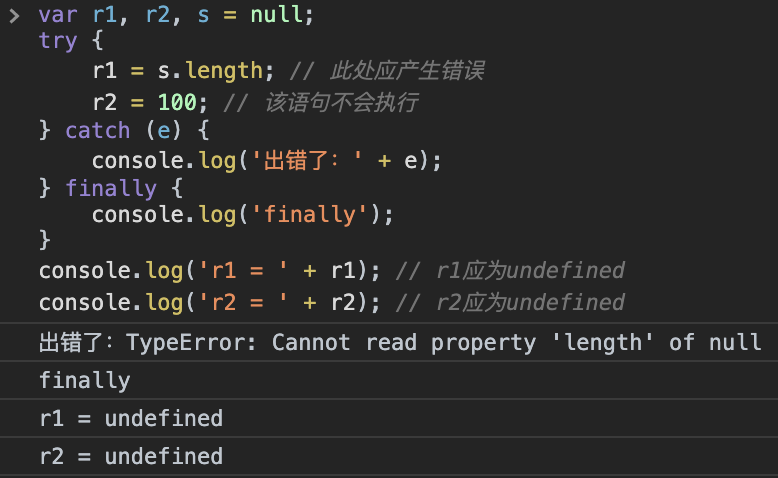 > var r1, r2, s = null;
try {
    r1 = s.length; // 此处应产生错误
    r2 = 100; // 该语句不会执行
} catch (e) {
    console.log('出错了：' + e);
} finally {
    console.log('finally');
}
console.log('r1 = ' + r1); // r1应为undefined
console.log('r2 = ' + r2); // r2应为undefined
出错了：TypeError: Cannot read property 'length' of null
finally
r1 = undefined
r2 = undefined